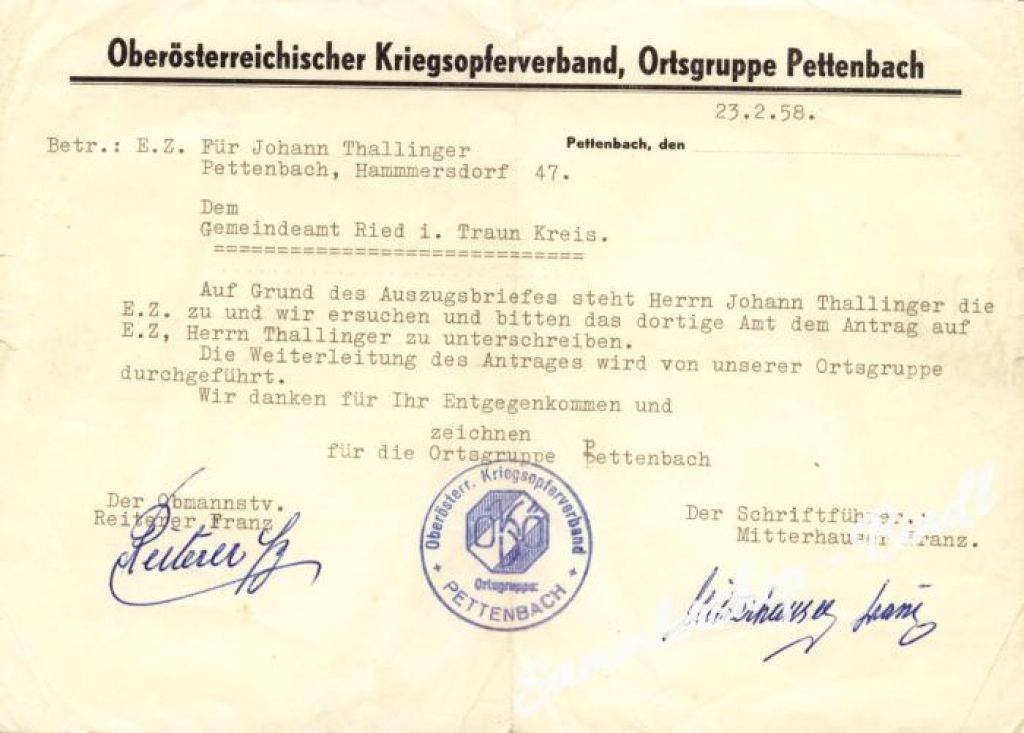 Oberösterreichischer Kriegsopferverband, Ortsgruppe Pettenbach
23.2.58.
Pettenbach, den
Betr.: E.Z. Für Johann Thallinger
Pettenbach, Hammmersdorf 47.
Dem
Gemeindeamt Ried i. Traun Kreis.
=============================
Auf Grund des Auszugsbriefes steht Herrn Johann Thallinger die
E.Z. zu und wir ersuchen und bitten das dortige Amt dem Antrag auf
E.Z, Herrn Thallinger zu unterschreiben.
Die Weiterleitung des Antrages wird von unserer Ortsgruppe
durchgeführt.
Wir danken für Ihr Entgegenkommen und
zeichnen
für die Ortsgruppe Pettenbach
Der Obmannstv.
Reiterer Franz
Reiterer Fz
Oberösterr. Kriegsopferverband
Ortsgruppe:
+ PETTENBACH +
Der Schriftführer.:
Mitterhauser Franz.
Mitterhauser Franz